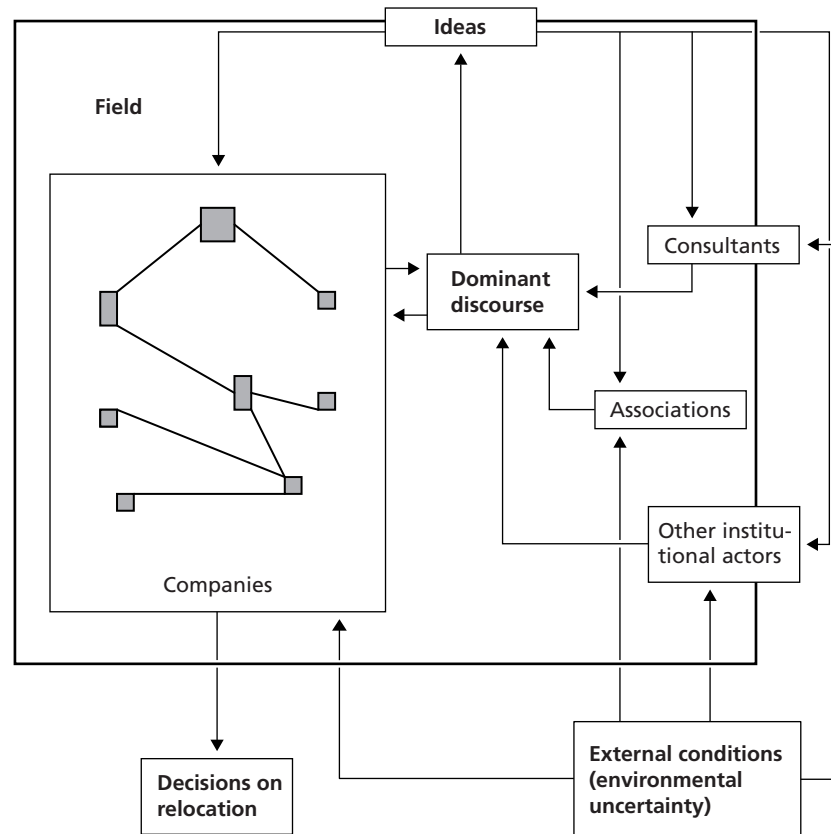 Ideas
Field
Consultants
Dominant
discourse
Associations
Other institu-
tional actors
Companies
External conditions
(environmental
uncertainty)
Decisions on
relocation